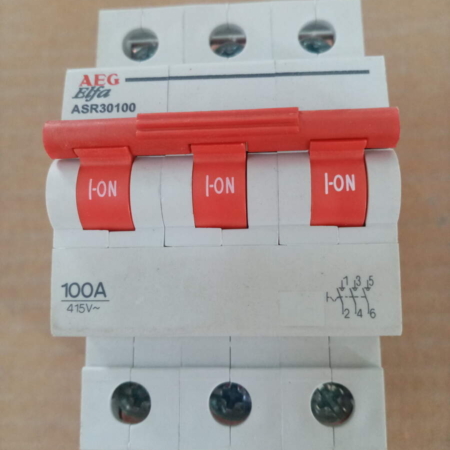 AEG
Elfa
ASR30100
I-ON I-ON I-ON
100A
415V~
1 3 5
2 4 6